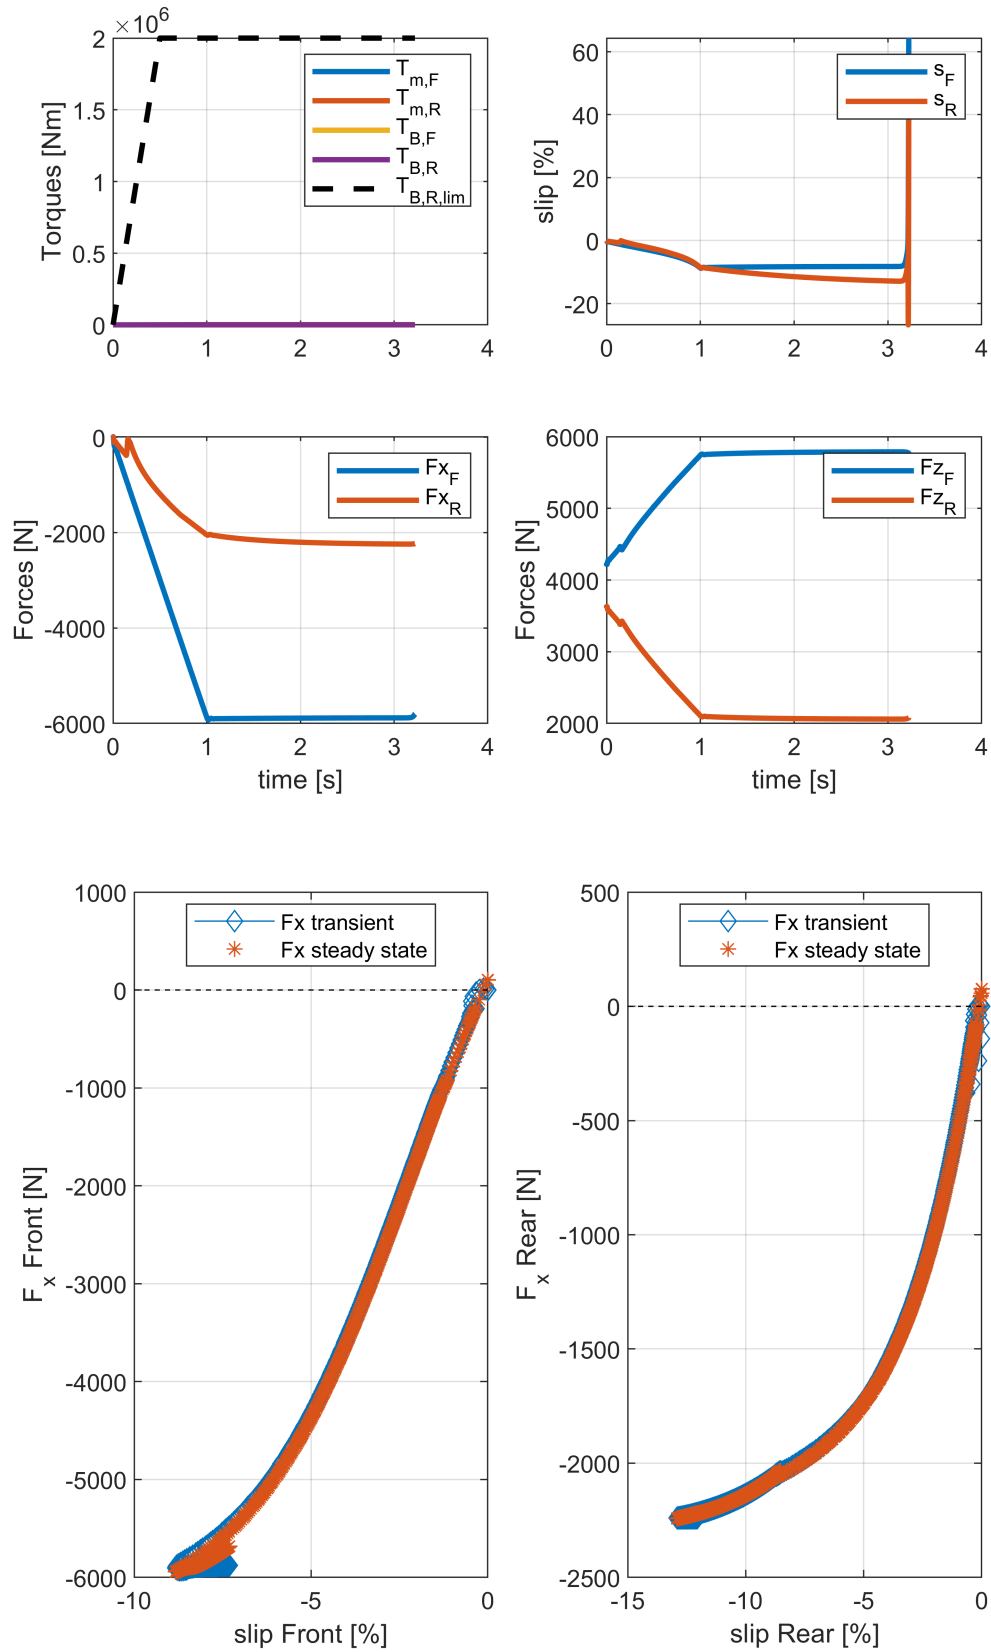 ×10^6
2
1.5
1
0.5
0
0 1 2 3 4
Torques [Nm]
T_m,F
T_m,R
T_B,F
T_B,R
T_B,R,lim
60
40
20
0
-20
0 1 2 3 4
slip [%]
s_F
s_R
0
-2000
-4000
-6000
0 1 2 3 4
Forces [N]
time [s]
Fx_F
Fx_R
6000
5000
4000
3000
2000
0 1 2 3 4
Forces [N]
time [s]
Fz_F
Fz_R
1000
0
-1000
-2000
-3000
-4000
-5000
-6000
-10 -5 0
F_x Front [N]
slip Front [%]
Fx transient
Fx steady state
500
0
-500
-1000
-1500
-2000
-2500
-15 -10 -5 0
F_x Rear [N]
slip Rear [%]
Fx transient
Fx steady state